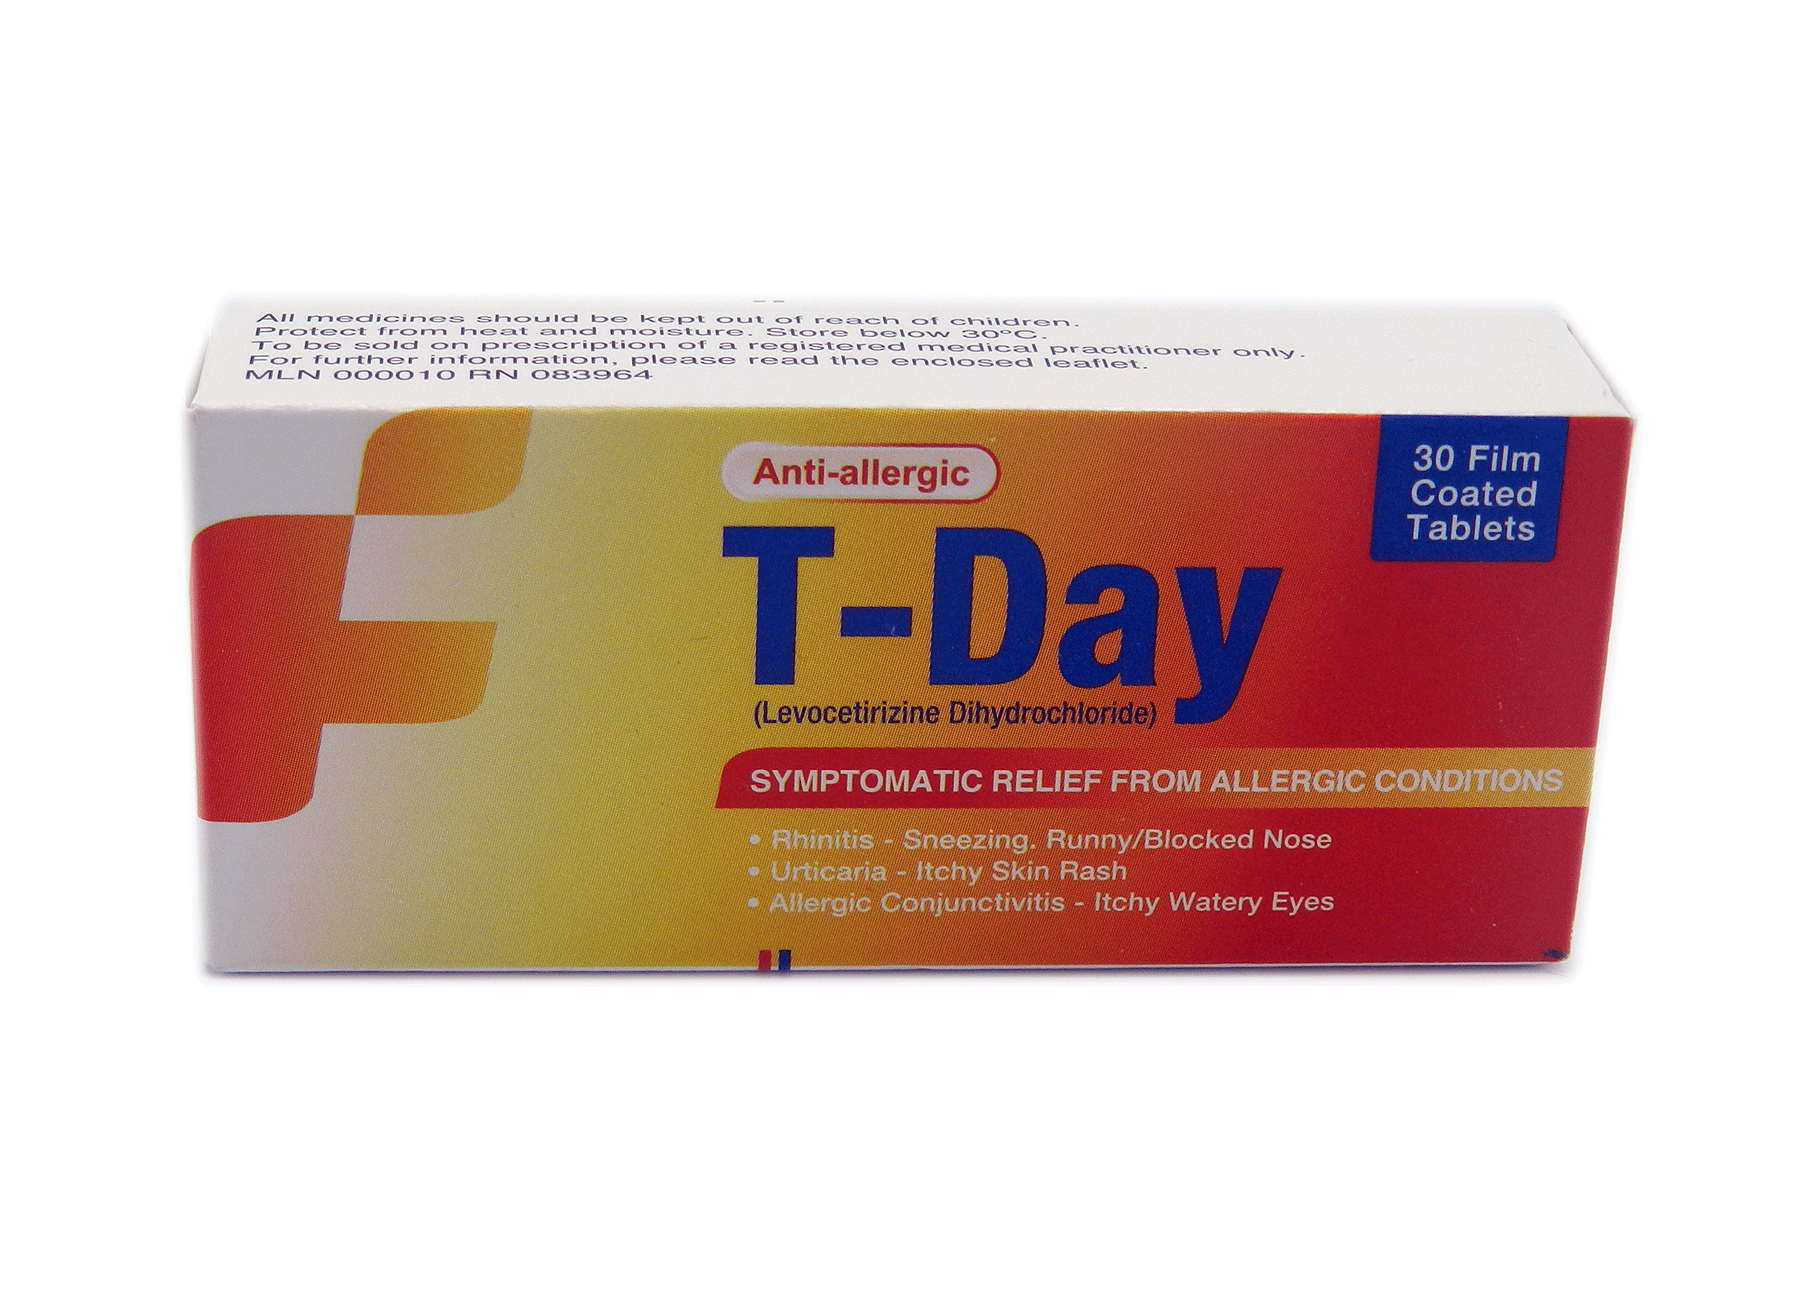 All medicines should be kept out of reach of children.
Protect from heat and moisture. Store below 30°C.
To be sold on prescription of a registered medical practitioner only.
For further information, please read the enclosed leaflet.
MLN 000010 RN 083964
Anti-allergic
30 Film
Coated
Tablets
T-Day
(Levocetirizine Dihydrochloride)
SYMPTOMATIC RELIEF FROM ALLERGIC CONDITIONS
• Rhinitis - Sneezing. Runny/Blocked Nose
• Urticaria - Itchy Skin Rash
• Allergic Conjunctivitis - Itchy Watery Eyes